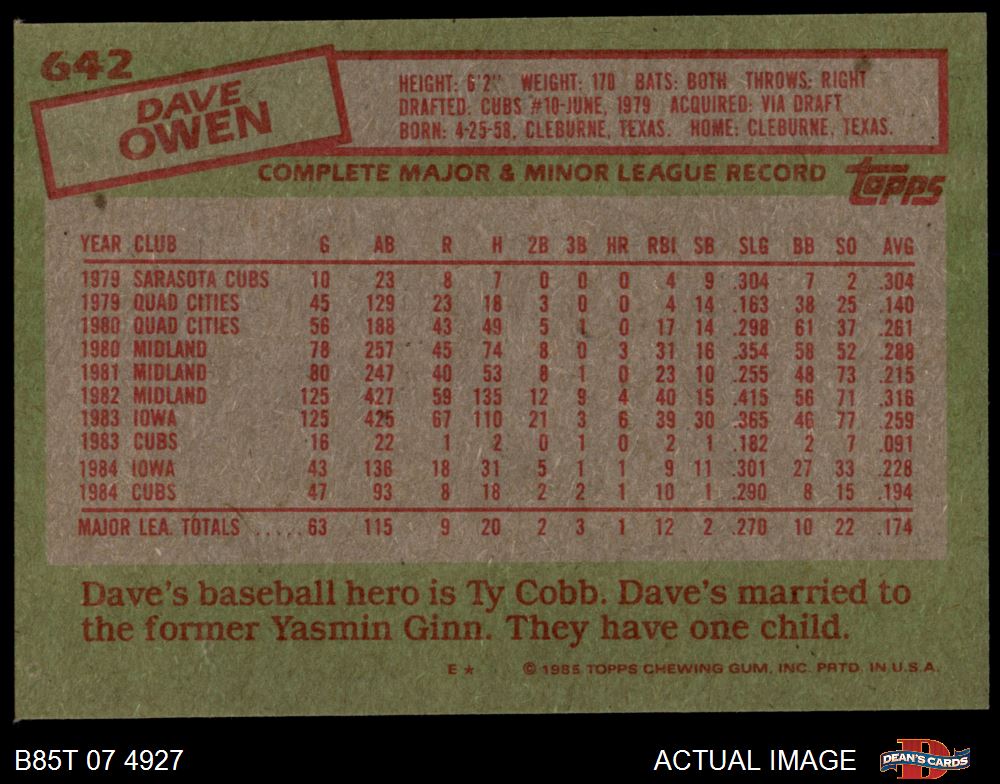 642
DAVE
OWEN
HEIGHT: 6'2" WEIGHT: 170 BATS: BOTH THROWS: RIGHT
DRAFTED: CUBS #10-JUNE, 1979 ACQUIRED: VIA DRAFT
BORN: 4-25-58, CLEBURNE, TEXAS. HOME: CLEBURNE, TEXAS.
COMPLETE MAJOR & MINOR LEAGUE RECORD
topps
YEAR CLUB G AB R H 2B 3B HR RBI SB SLG BB SO AVG
1979 SARASOTA CUBS 10 23 8 7 0 0 0 4 9 .304 7 2 .304
1979 QUAD CITIES 45 129 23 18 3 0 0 4 14 .163 38 25 .140
1980 QUAD CITIES 56 188 43 49 5 1 0 17 14 .298 61 37 .261
1980 MIDLAND 78 257 45 74 8 0 3 31 16 .354 58 52 .288
1981 MIDLAND 80 247 40 53 8 1 0 23 10 .255 48 73 .215
1982 MIDLAND 125 427 59 135 12 9 4 40 15 .415 56 71 .316
1983 IOWA 125 425 67 110 21 3 6 39 30 .365 46 77 .259
1983 CUBS 16 22 1 2 0 1 0 2 1 .182 2 7 .091
1984 IOWA 43 136 18 31 5 1 1 9 11 .301 27 33 .228
1984 CUBS 47 93 8 18 2 2 1 10 1 .290 8 15 .194
MAJOR LEA. TOTALS ..... 63 115 9 20 2 3 1 12 2 .270 10 22 .174
Dave's baseball hero is Ty Cobb. Dave's married to
the former Yasmin Ginn. They have one child.
E★ © 1985 TOPPS CHEWING GUM, INC. PRTD. IN U.S.A.
B85T 07 4927 ACTUAL IMAGE
D
DEAN'S CARDS